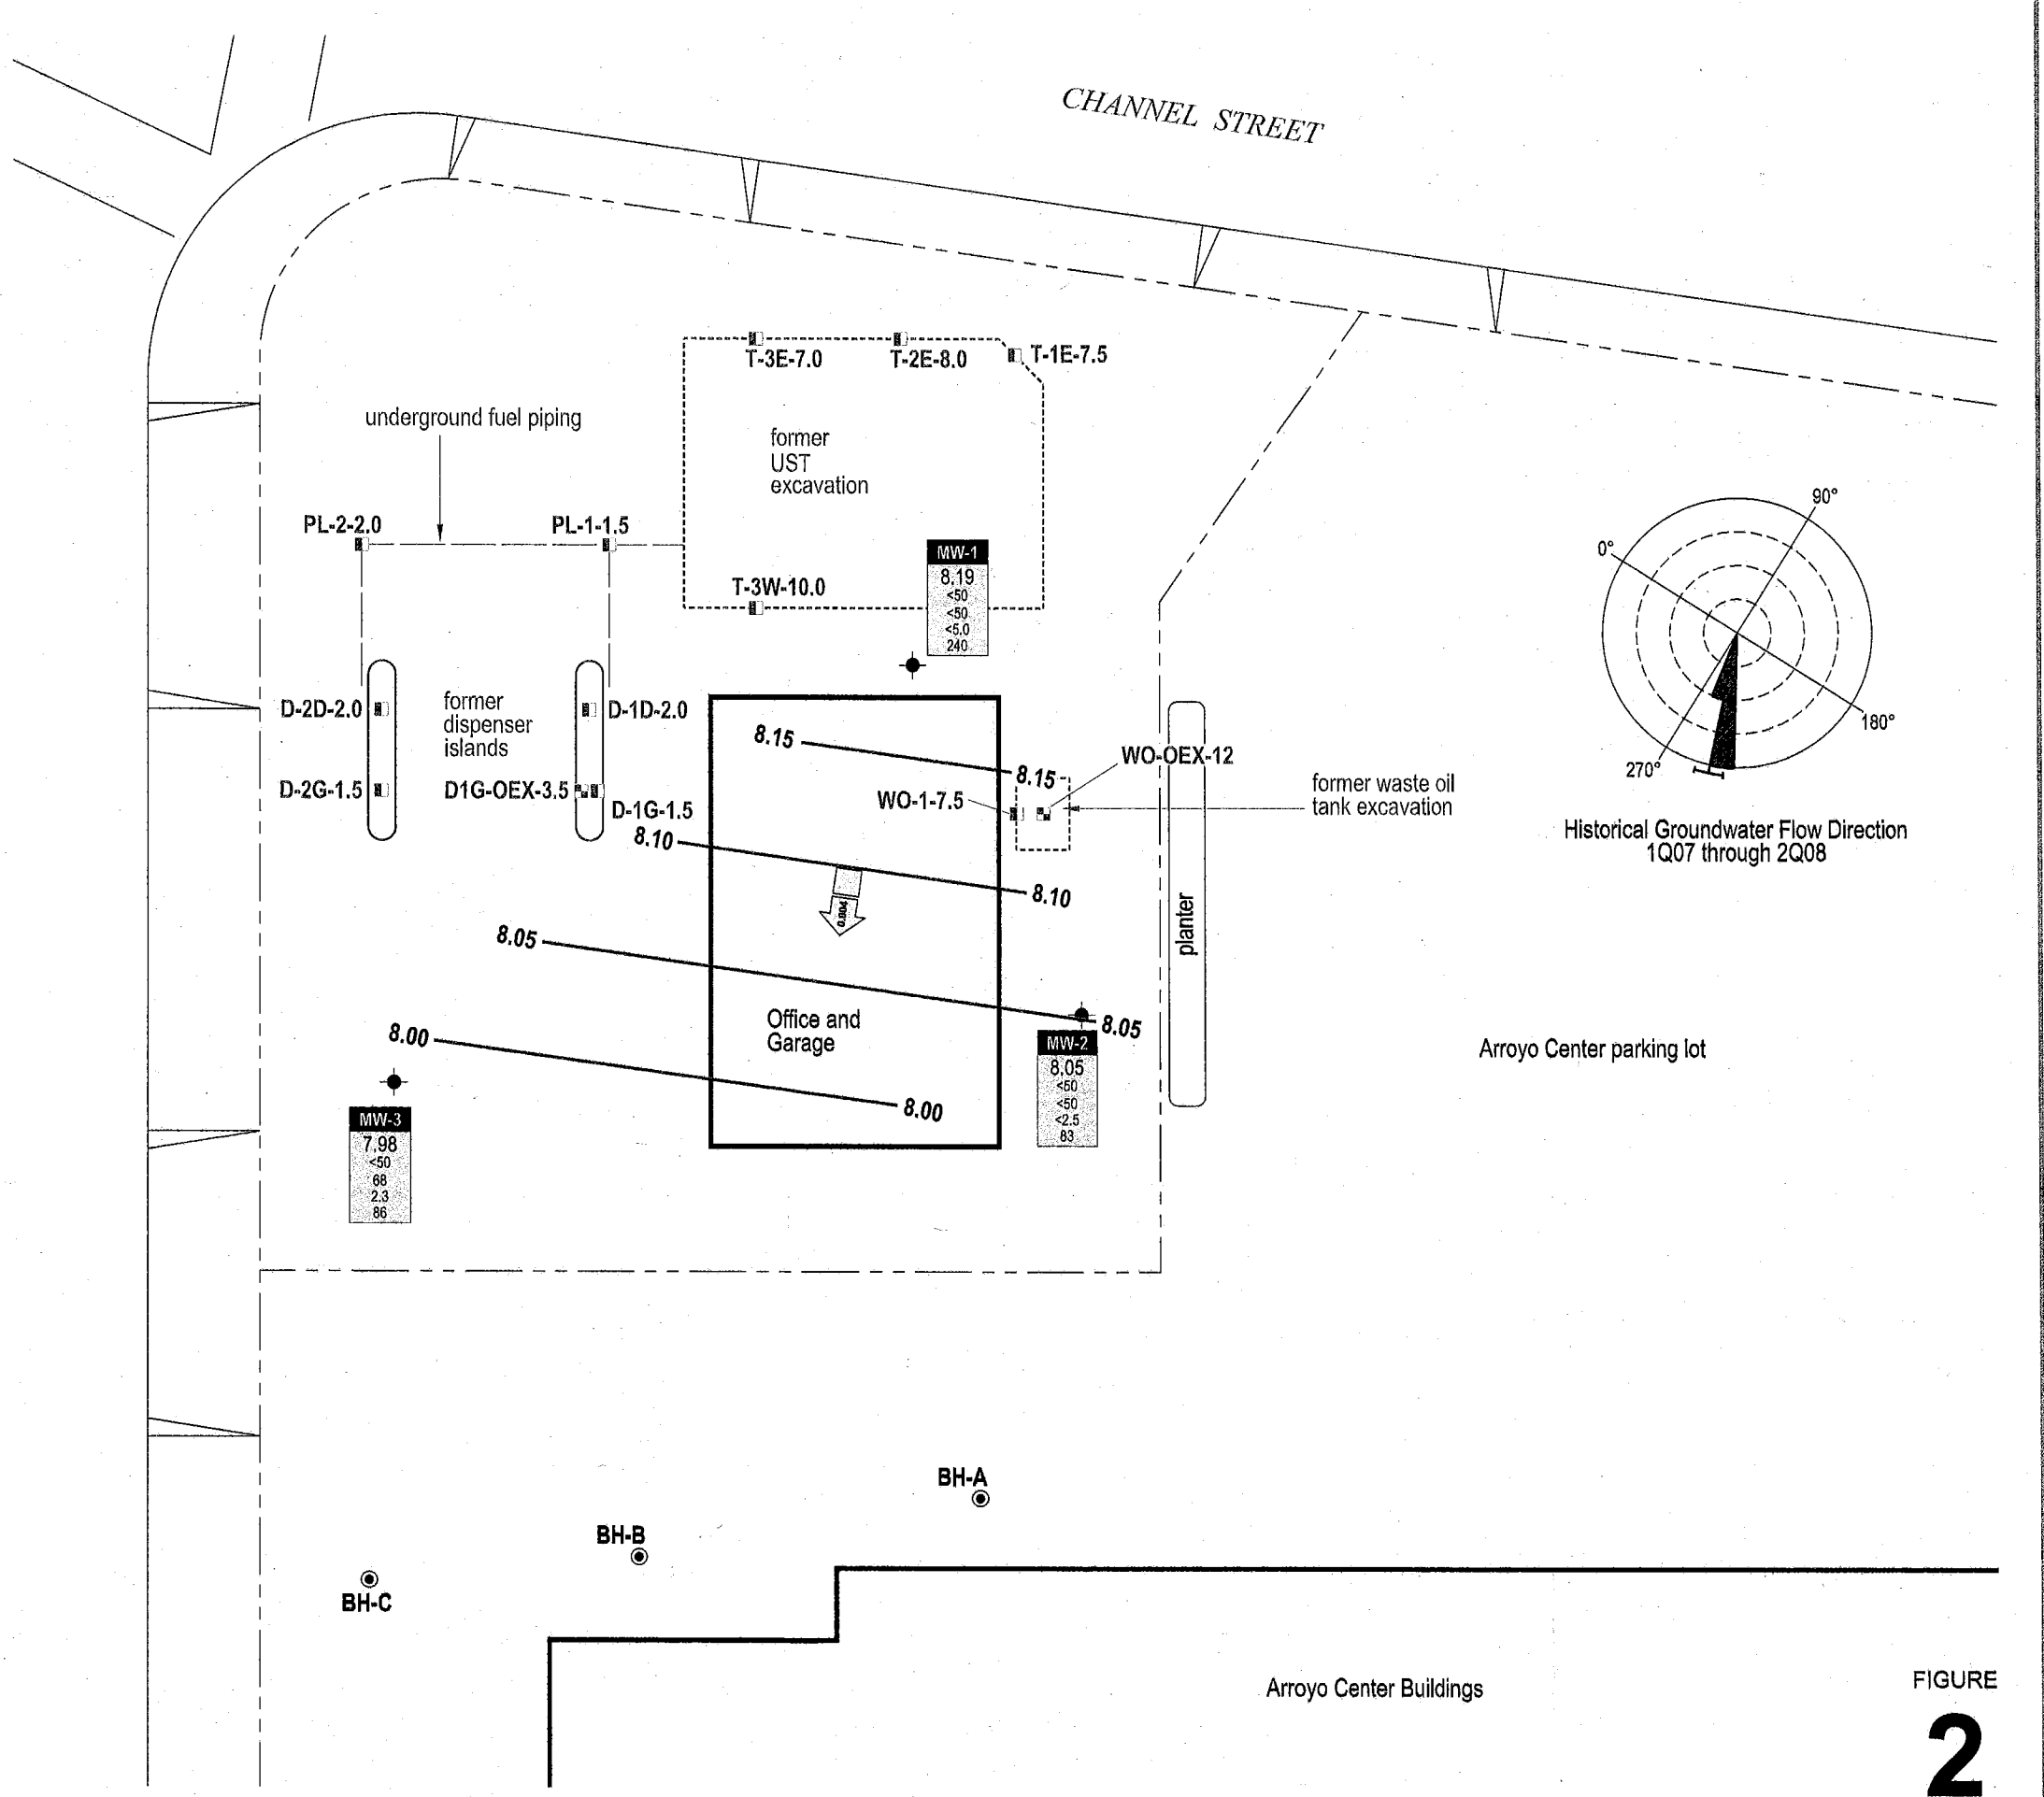 CHANNEL STREET
T-3E-7.0
T-2E-8.0
T-1E-7.5
underground fuel piping
former
UST
excavation
PL-2-2.0
PL-1-1.5
T-3W-10.0
MW-1
8.19
<50
<50
<5.0
240
90°
0°
180°
270°
Historical Groundwater Flow Direction
1Q07 through 2Q08
D-2D-2.0
former
dispenser
islands
D-1D-2.0
D-2G-1.5
D1G-OEX-3.5
D-1G-1.5
8.15
8.15
WO-OEX-12
WO-1-7.5
former waste oil
tank excavation
8.10
8.10
0.004
planter
8.05
8.05
Office and
Garage
8.00
8.00
MW-2
8.05
<50
<50
<2.5
83
Arroyo Center parking lot
MW-3
7.98
<50
68
2.3
86
BH-A
BH-B
BH-C
Arroyo Center Buildings
FIGURE
2